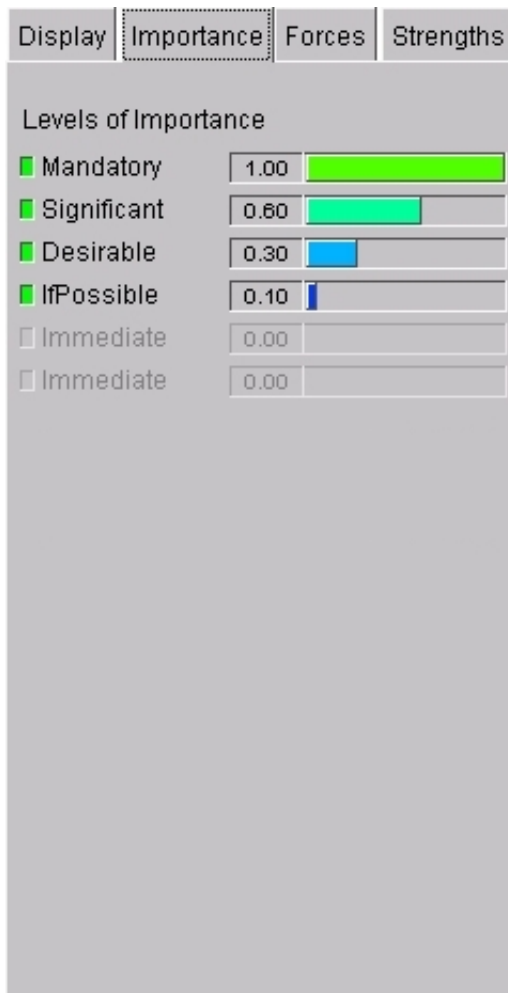 Display Importance Forces Strengths
Levels of Importance
Mandatory 1.00
Significant 0.60
Desirable 0.30
IfPossible 0.10
Immediate 0.00
Immediate 0.00